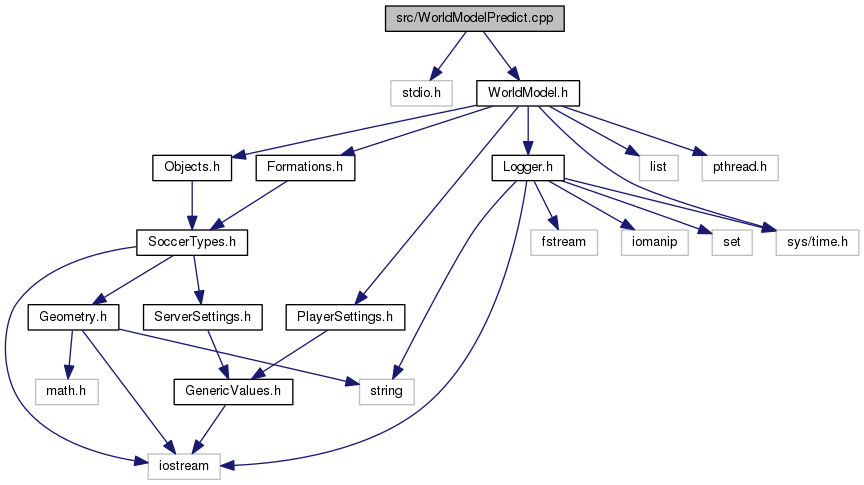 src/WorldModelPredict.cpp
stdio.h
WorldModel.h
Objects.h
Formations.h
Logger.h
list
pthread.h
SoccerTypes.h
fstream
iomanip
set
sys/time.h
Geometry.h
ServerSettings.h
PlayerSettings.h
math.h
GenericValues.h
string
iostream